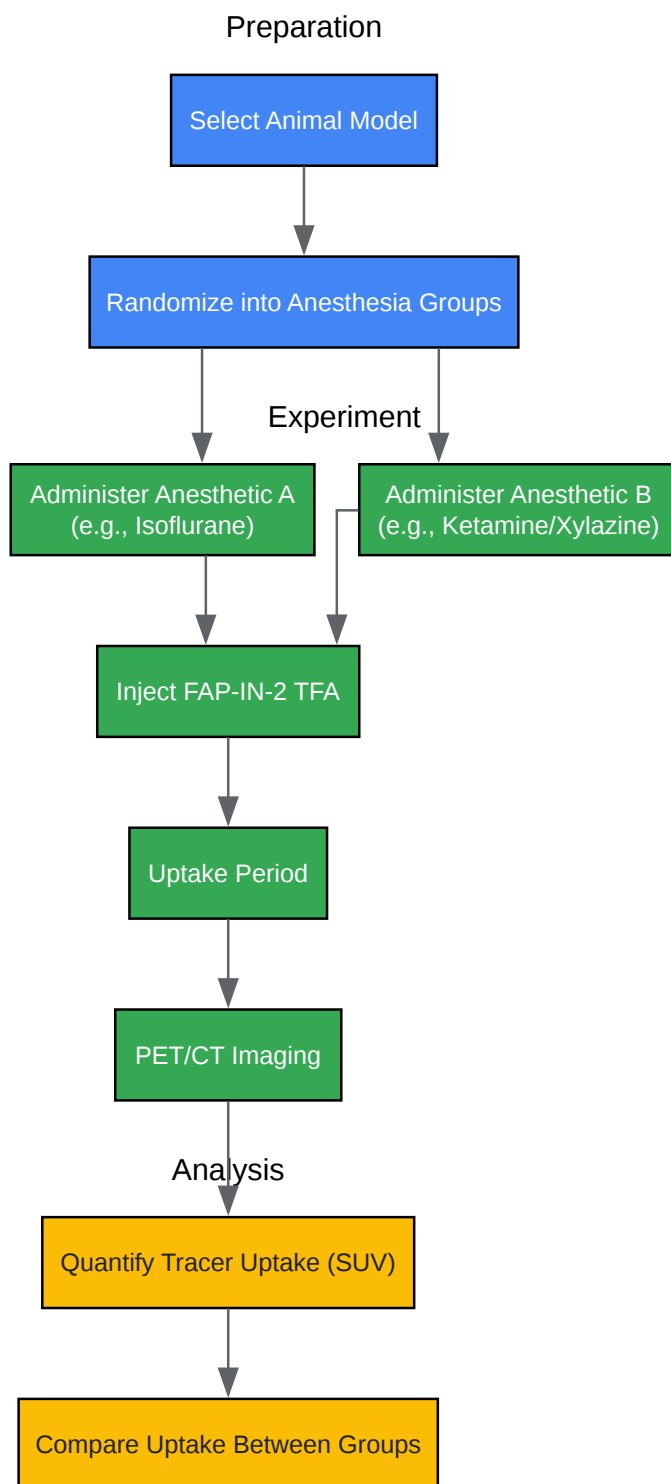 Preparation
Select Animal Model
Randomize into Anesthesia Groups
Experiment
Administer Anesthetic A
(e.g., Isoflurane)
Administer Anesthetic B
(e.g., Ketamine/Xylazine)
Inject FAP-IN-2 TFA
Uptake Period
PET/CT Imaging
Analysis
Quantify Tracer Uptake (SUV)
Compare Uptake Between Groups